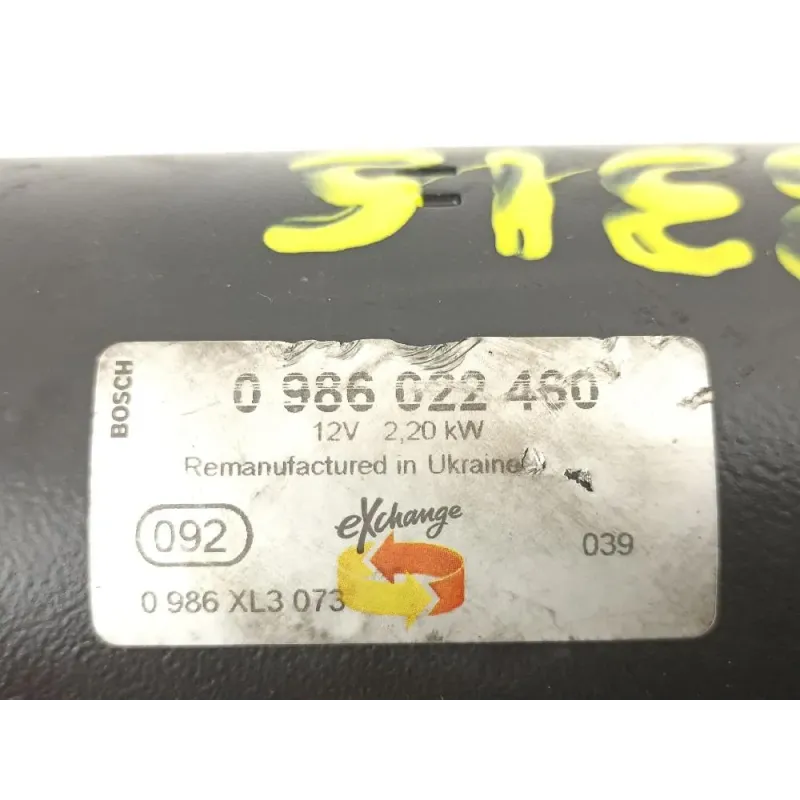 BOSCH
0 986 022 460
12V 2,20 kW
Remanufactured in Ukraine
092
eXchange
039
0 986 XL3 073